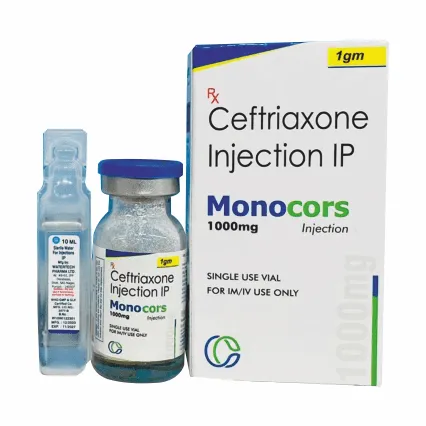 1gm
Rx
Ceftriaxone
Injection IP
Monocors
1000mg Injection
SINGLE USE VIAL
FOR IM/IV USE ONLY
1000mg
1gm
Ceftriaxone
Injection IP
Monocors
1000mg Injection
SINGLE USE VIAL
FOR IM/IV USE ONLY
10 ML
Sterile Water
For Injections
IP